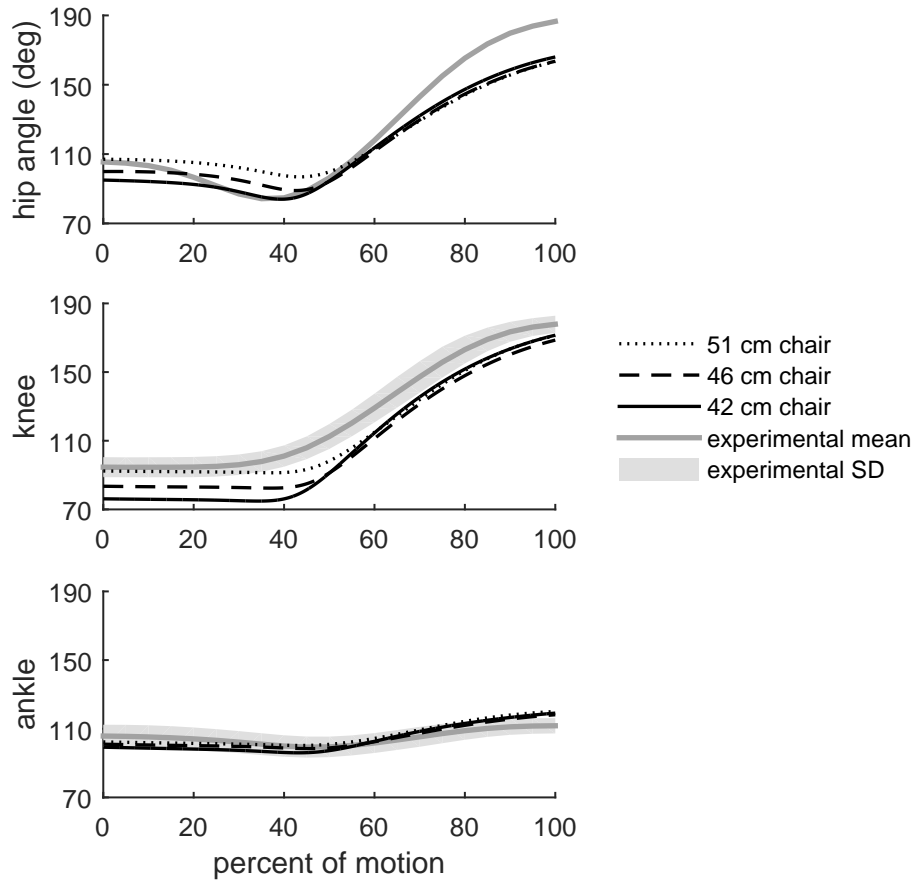 190
150
110
70
hip angle (deg)
0 20 40 60 80 100
190
150
110
70
knee
0 20 40 60 80 100
51 cm chair
46 cm chair
42 cm chair
experimental mean
experimental SD
190
150
110
70
ankle
0 20 40 60 80 100
percent of motion